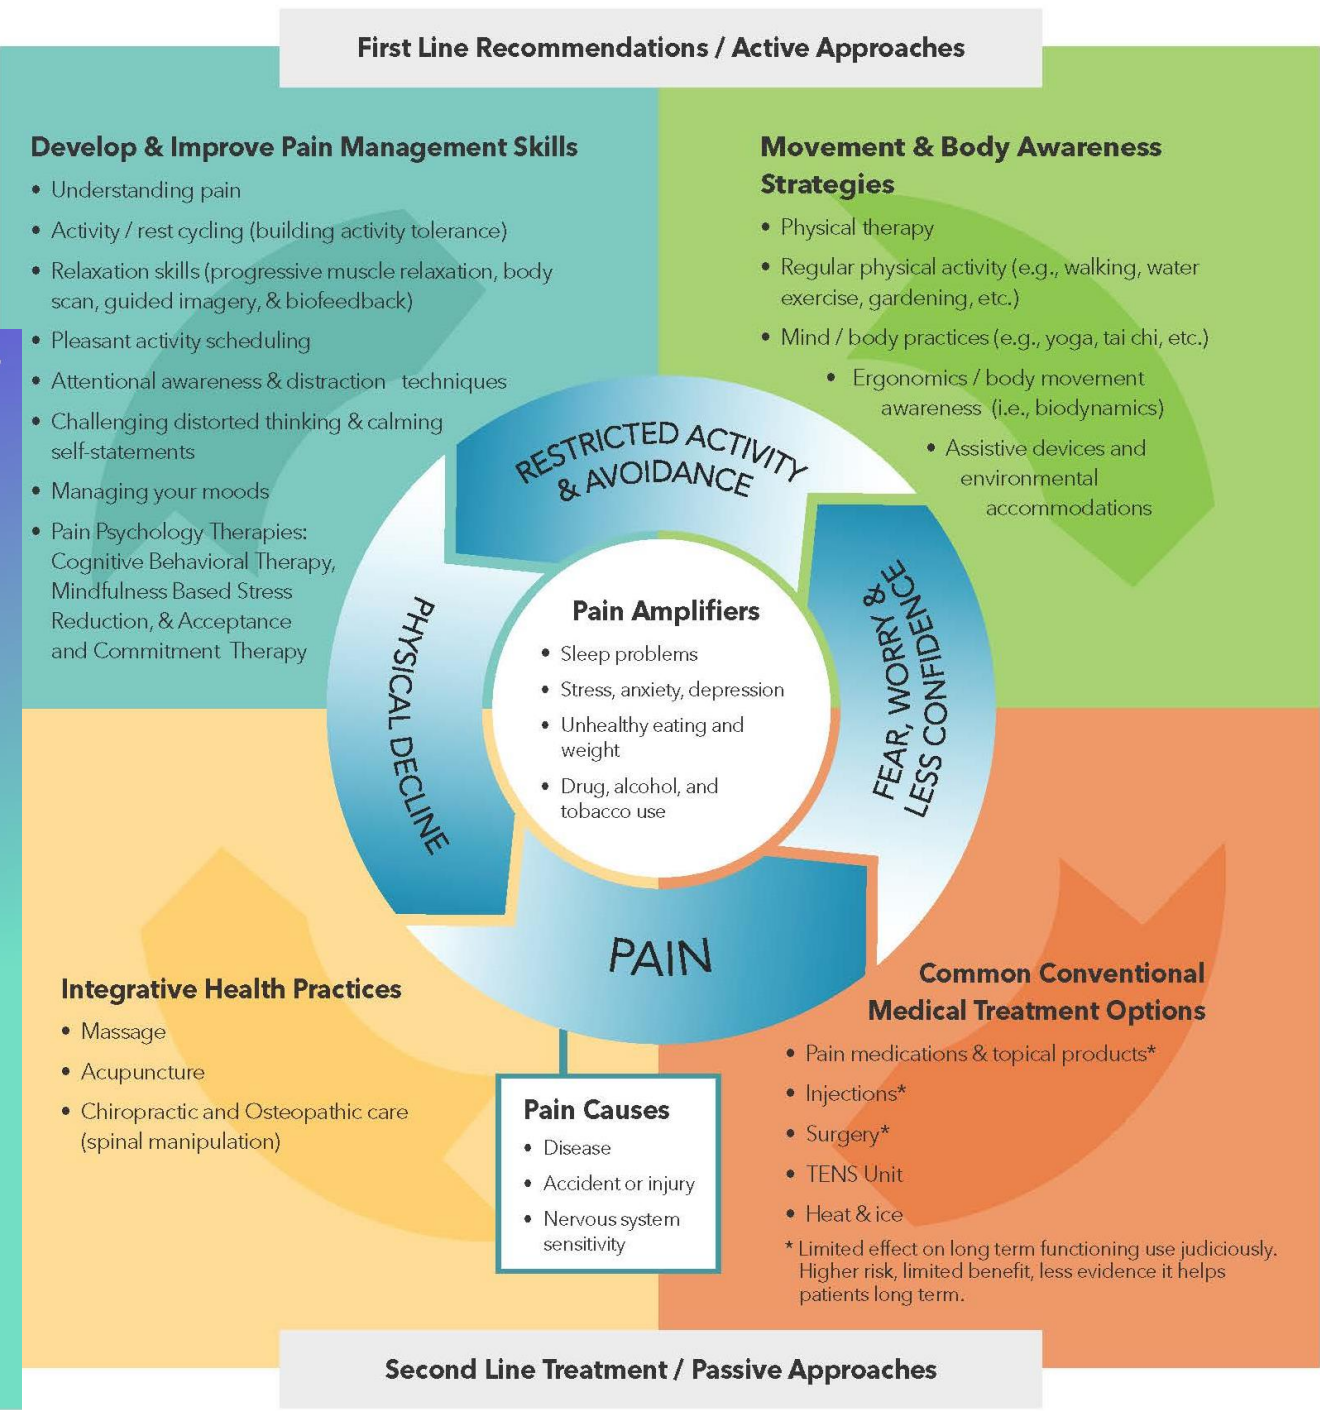 First Line Recommendations / Active Approaches
Develop & Improve Pain Management Skills
• Understanding pain
• Activity / rest cycling (building activity tolerance)
• Relaxation skills (progressive muscle relaxation, body
scan, guided imagery, & biofeedback)
• Pleasant activity scheduling
• Attentional awareness & distraction techniques
• Challenging distorted thinking & calming
self-statements
• Managing your moods
• Pain Psychology Therapies:
Cognitive Behavioral Therapy,
Mindfulness Based Stress
Reduction, & Acceptance
and Commitment Therapy
Movement & Body Awareness
Strategies
• Physical therapy
• Regular physical activity (e.g., walking, water
exercise, gardening, etc.)
• Mind / body practices (e.g., yoga, tai chi, etc.)
• Ergonomics / body movement
awareness (i.e., biodynamics)
• Assistive devices and
environmental
accommodations
RESTRICTED ACTIVITY
& AVOIDANCE
FEAR, WORRY &
LESS CONFIDENCE
PAIN
PHYSICAL DECLINE
Pain Amplifiers
• Sleep problems
• Stress, anxiety, depression
• Unhealthy eating and
weight
• Drug, alcohol, and
tobacco use
Integrative Health Practices
• Massage
• Acupuncture
• Chiropractic and Osteopathic care
(spinal manipulation)
Pain Causes
• Disease
• Accident or injury
• Nervous system
sensitivity
Common Conventional
Medical Treatment Options
• Pain medications & topical products*
• Injections*
• Surgery*
• TENS Unit
• Heat & ice
* Limited effect on long term functioning use judiciously.
Higher risk, limited benefit, less evidence it helps
patients long term.
Second Line Treatment / Passive Approaches